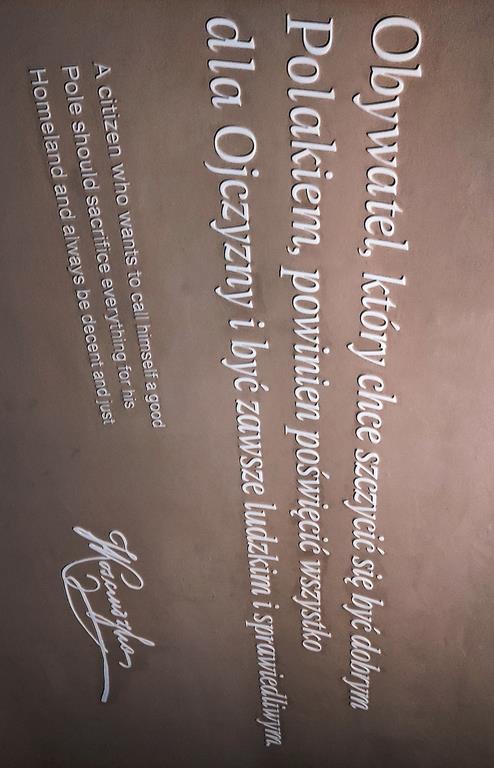 Obywatel, który chce szczycić się być dobrym
Polakiem, powinien poświęcić wszystko
dla Ojczyzny i być zawsze ludzkim i sprawiedliwym.
A citizen who wants to call himself a good
Pole should sacrifice everything for his
Homeland and always be decent and just
TKosciuszko